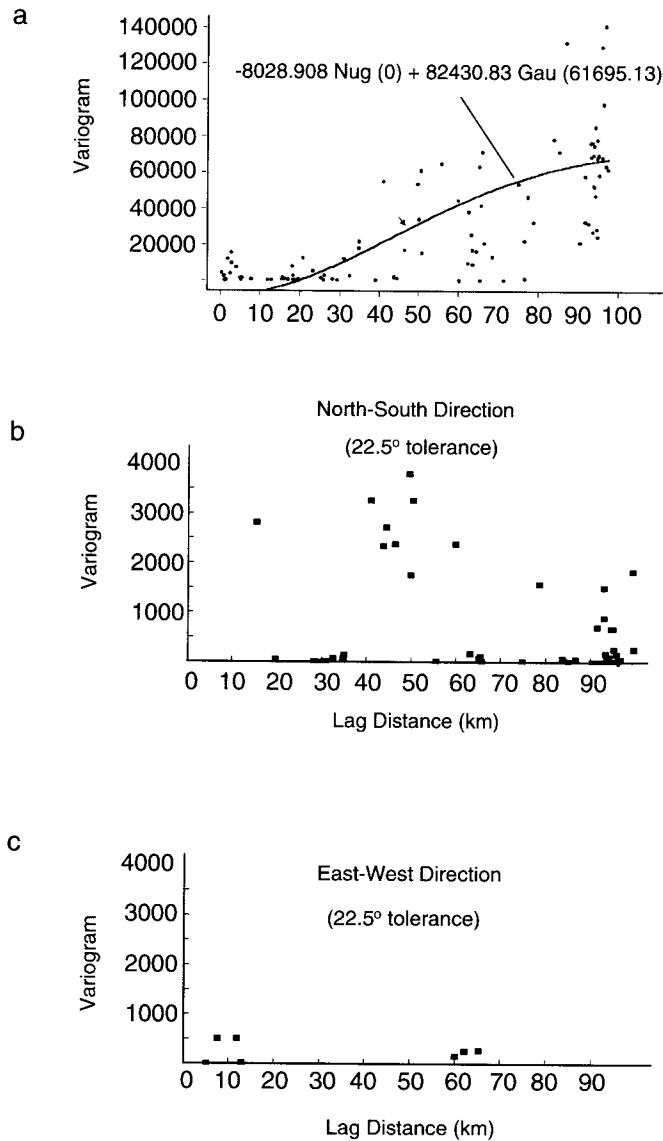 a
140000
120000
100000
80000
60000
40000
20000
Variogram
-8028.908 Nug (0) + 82430.83 Gau (61695.13)
0 10 20 30 40 50 60 70 80 90 100
b
North-South Direction
(22.5° tolerance)
4000
3000
2000
1000
Variogram
0 10 20 30 40 50 60 70 80 90
Lag Distance (km)
c
East-West Direction
(22.5° tolerance)
4000
3000
2000
1000
Variogram
0 10 20 30 40 50 60 70 80 90
Lag Distance (km)